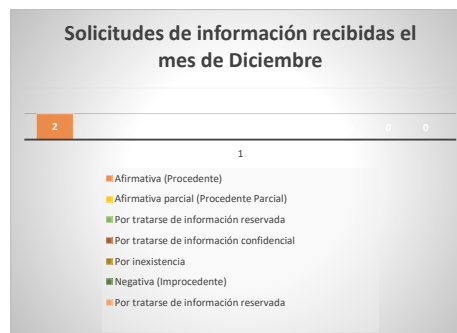 Solicitudes de información recibidas el
mes de Diciembre
2
0 0
1
Afirmativa (Procedente)
Afirmativa parcial (Procedente Parcial)
Por tratarse de información reservada
Por tratarse de información confidencial
Por inexistencia
Negativa (Improcedente)
Por tratarse de información reservada